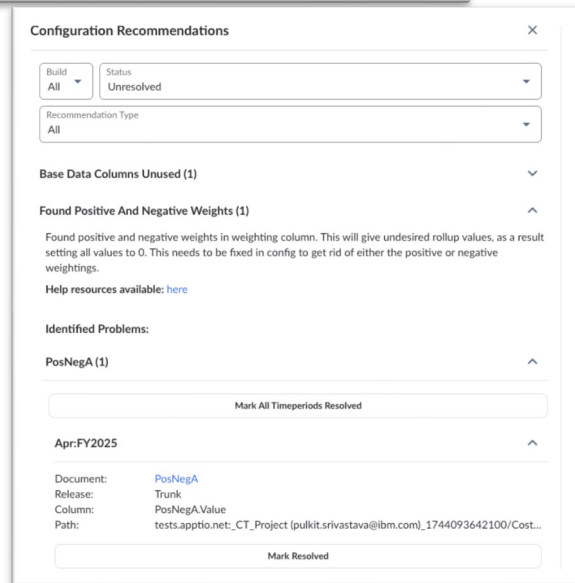 Configuration Recommendations
Build
All
Status
Unresolved
Recommendation Type
All
Base Data Columns Unused (1)
Found Positive And Negative Weights (1)
Found positive and negative weights in weighting column. This will give undesired rollup values, as a result
setting all values to 0. This needs to be fixed in config to get rid of either the positive or negative
weightings.
Help resources available: here
Identified Problems:
PosNegA (1)
Mark All Timeperiods Resolved
Apr:FY2025
Document: PosNegA
Release: Trunk
Column: PosNegA.Value
Path: tests.apptio.net:_CT_Project (pulkit.srivastava@ibm.com)_1744093642100/Cost...
Mark Resolved